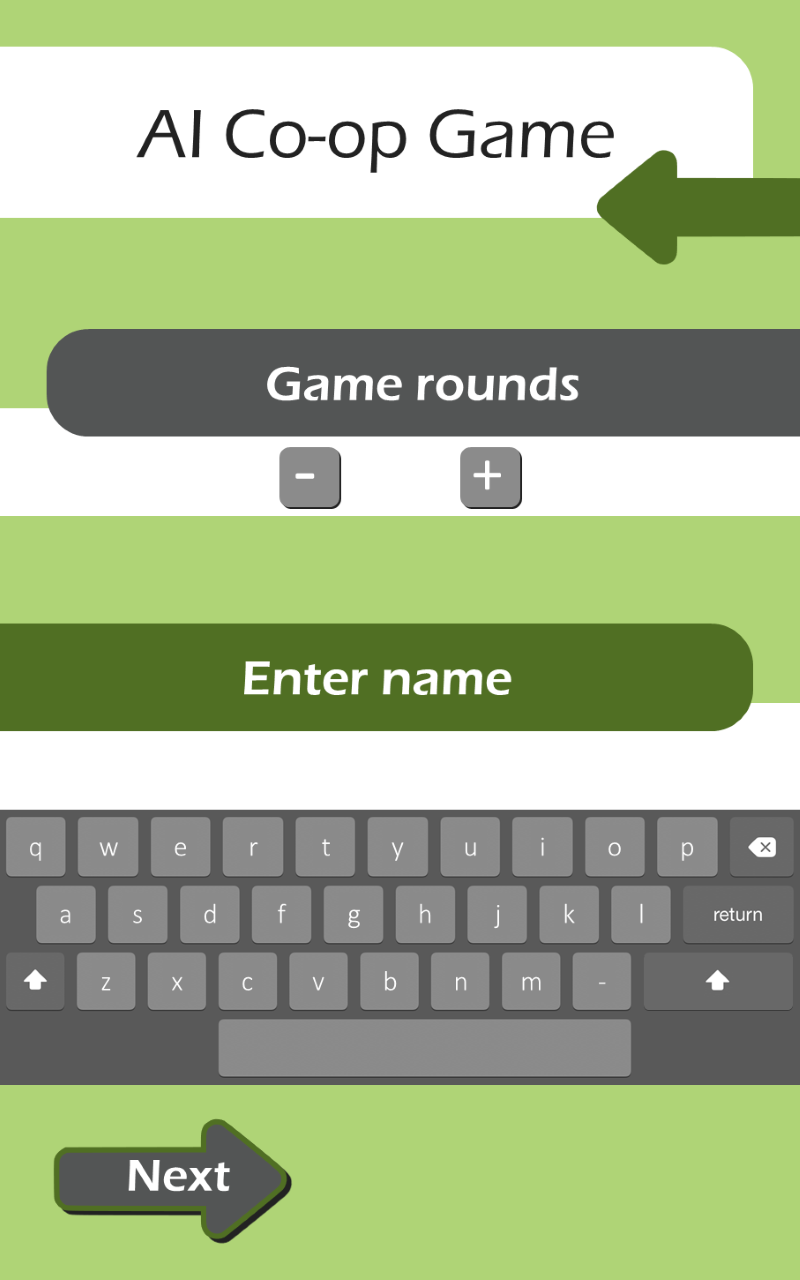 AI Co-op Game
Game rounds
- +
Enter name
q w e r t y u i o p
a s d f g h j k l return
z x c v b n m -
Next